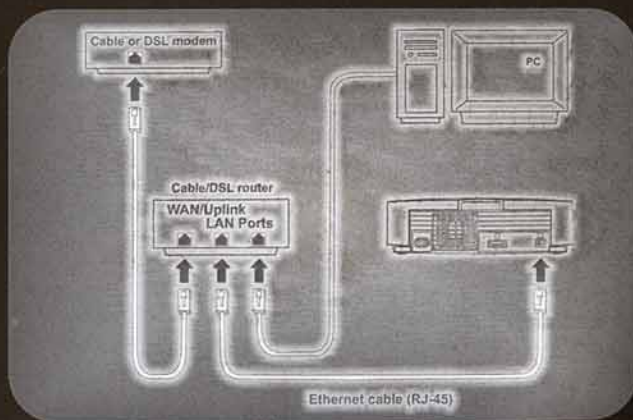 Cable or DSL modem
PC
Cable/DSL router
WAN/Uplink
LAN Ports
Ethernet cable (RJ-45)